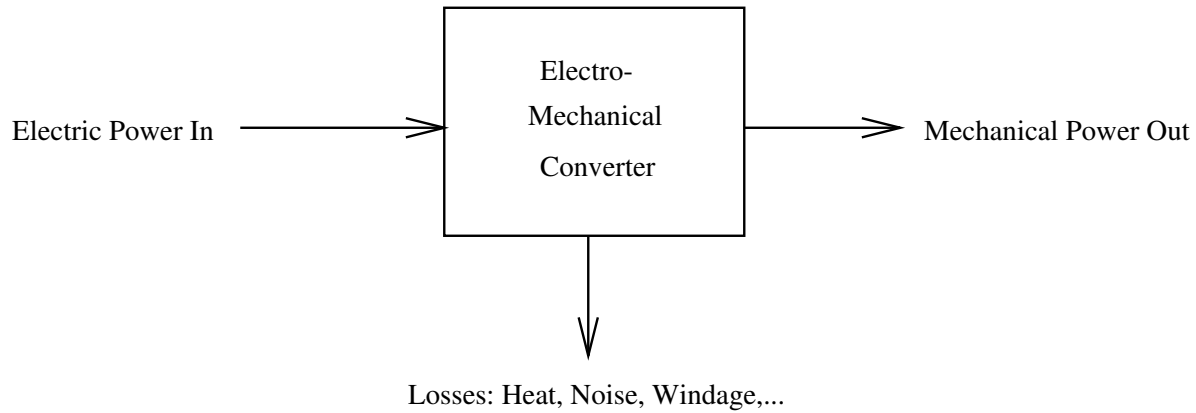 Electric Power In
Electro-
Mechanical
Converter
Mechanical Power Out
Losses: Heat, Noise, Windage,...